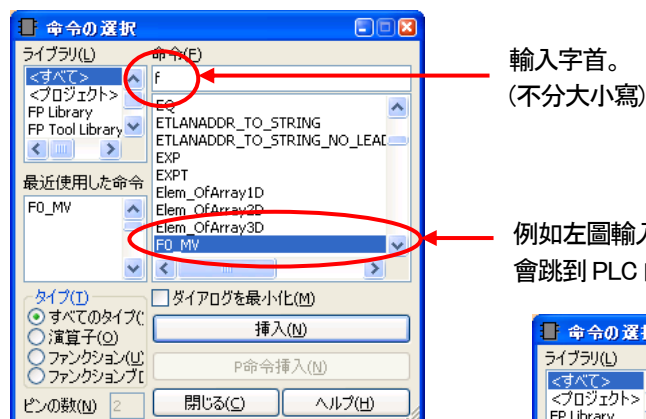 命令の選択
ライブラリ(L)
命令(F)
<すべて>
<プロジェクト>
FP Library
FP Tool Library
f
EQ
ETLANADDR_TO_STRING
ETLANADDR_TO_STRING_NO_LEAD
EXP
EXPT
Elem_OfArray1D
Elem_OfArray2D
Elem_OfArray3D
F0_MV
最近使用した命令
F0_MV
タイプ(T)
すべてのタイプ(
演算子(O)
ファンクション(U)
ファンクションブ
ピンの数(N) 2
ダイアログを最小化(M)
挿入(N)
P命令挿入(N)
閉じる(C)
ヘルプ(H)
輸入字首。
(不分大小寫)
例如左圖輸入
會跳到 PLC
命令の選択
ライブラリ(L)
<すべて>
<プロジェクト>
FP Library